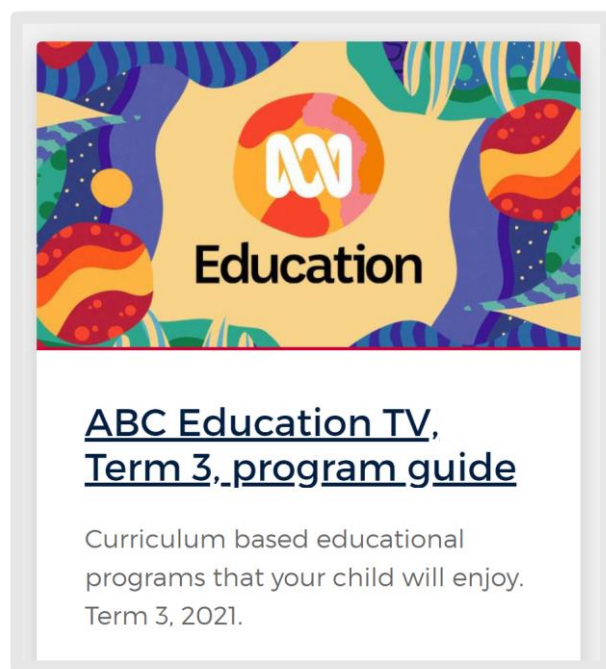 Education
ABC Education TV,
Term 3, program guide
Curriculum based educational
programs that your child will enjoy.
Term 3, 2021.